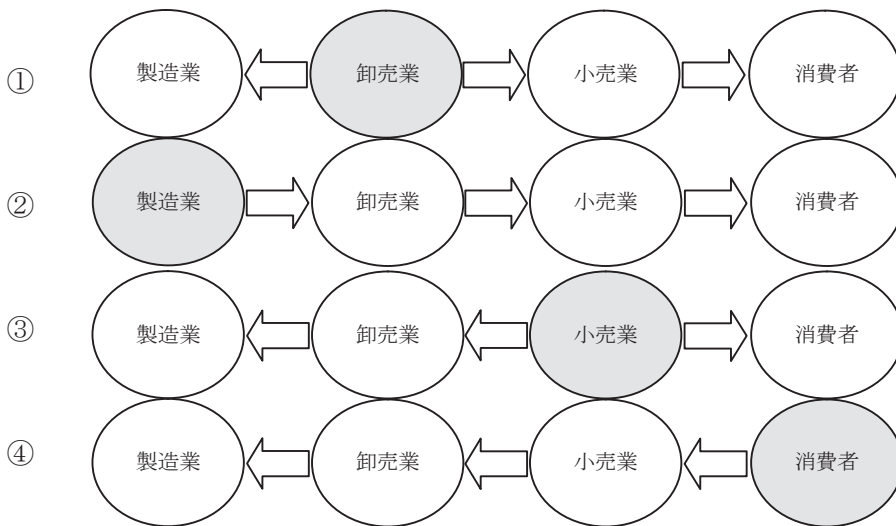 ① 製造業 卸売業 小売業 消費者
② 製造業 卸売業 小売業 消費者
③ 製造業 卸売業 小売業 消費者
④ 製造業 卸売業 小売業 消費者